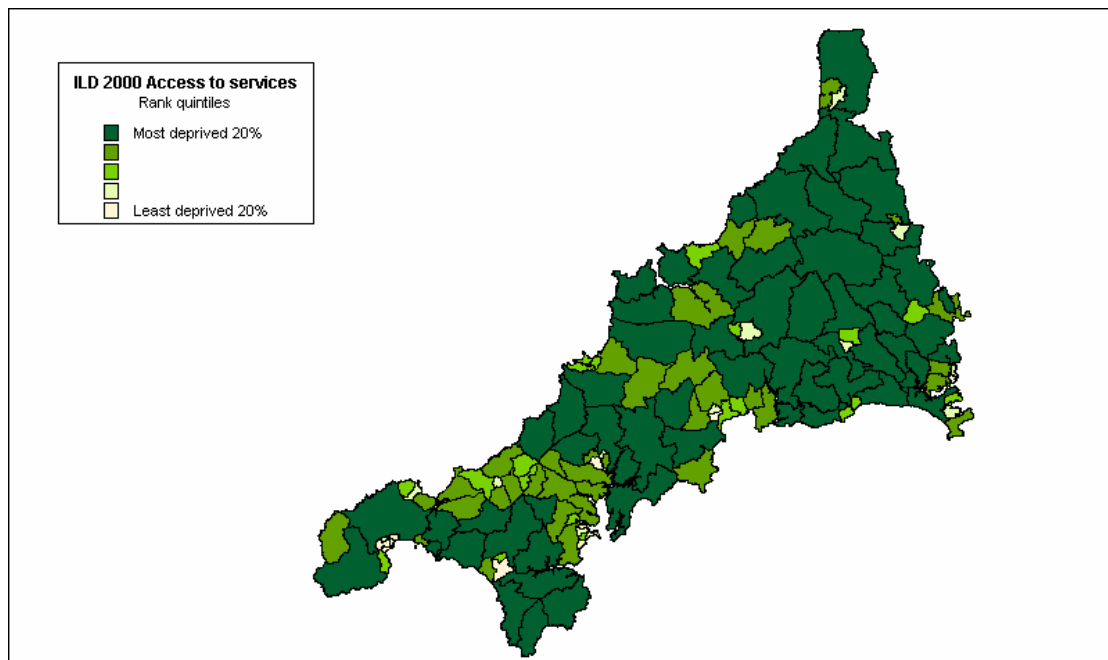 ILD 2000 Access to services
Rank quintiles
Most deprived 20%
Least deprived 20%